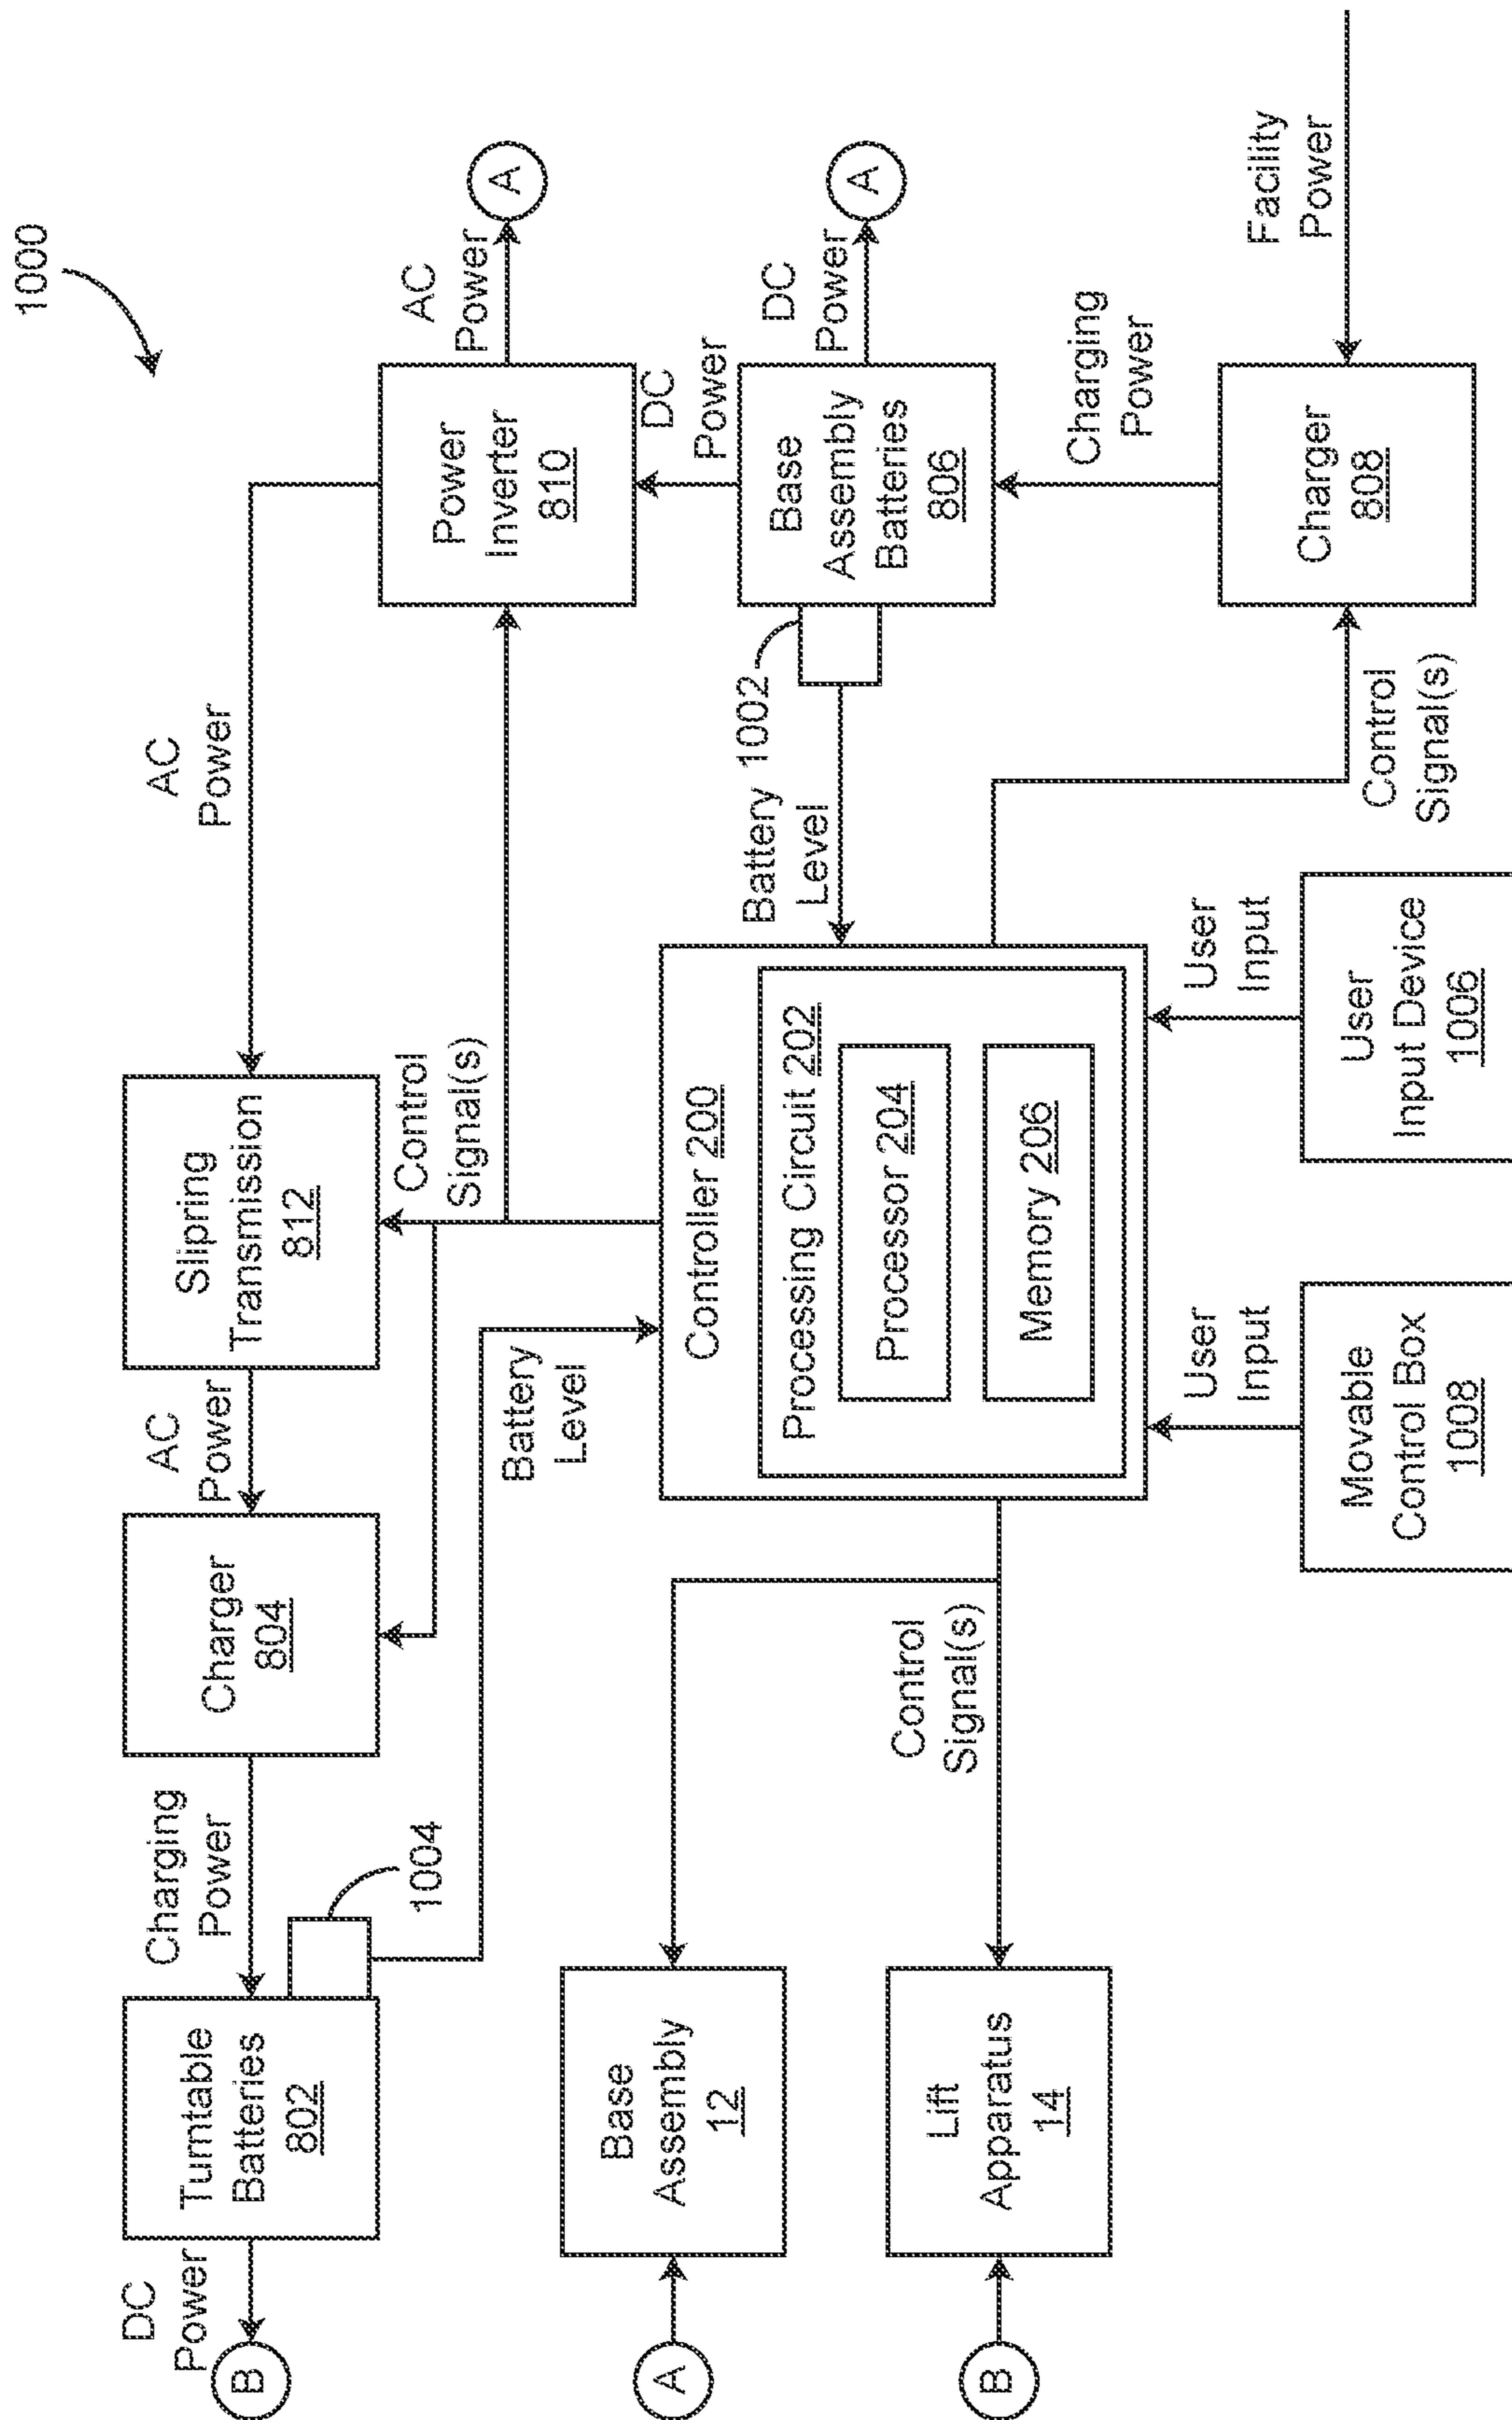 1000
DC
Power
B
Turntable
Batteries
802
1004
Charging
Power
Charger
804
AC
Power
Slipring
Transmission
812
AC
Power
Power
Inverter
810
AC
Power
A
Control
Signal(s)
Battery
Level
DC
Power
Base
Assembly
Batteries
806
DC
Power
A
1002
Battery
Level
Controller 200
Processing Circuit 202
Processor 204
Memory 206
A
Base
Assembly
12
B
Lift
Apparatus
14
Control
Signal(s)
Charging
Power
Facility
Power
Charger
808
Control
Signal(s)
User
Input
User
Input
Movable
Control Box
1008
User
Input Device
1006